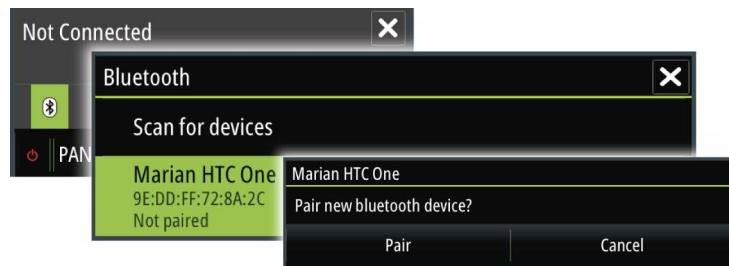 Not Connected
PAN
Bluetooth
Scan for devices
Marian HTC One
9E:DD:FF:72:8A:2C
Not paired
Marian HTC One
Pair new bluetooth device?
Pair Cancel